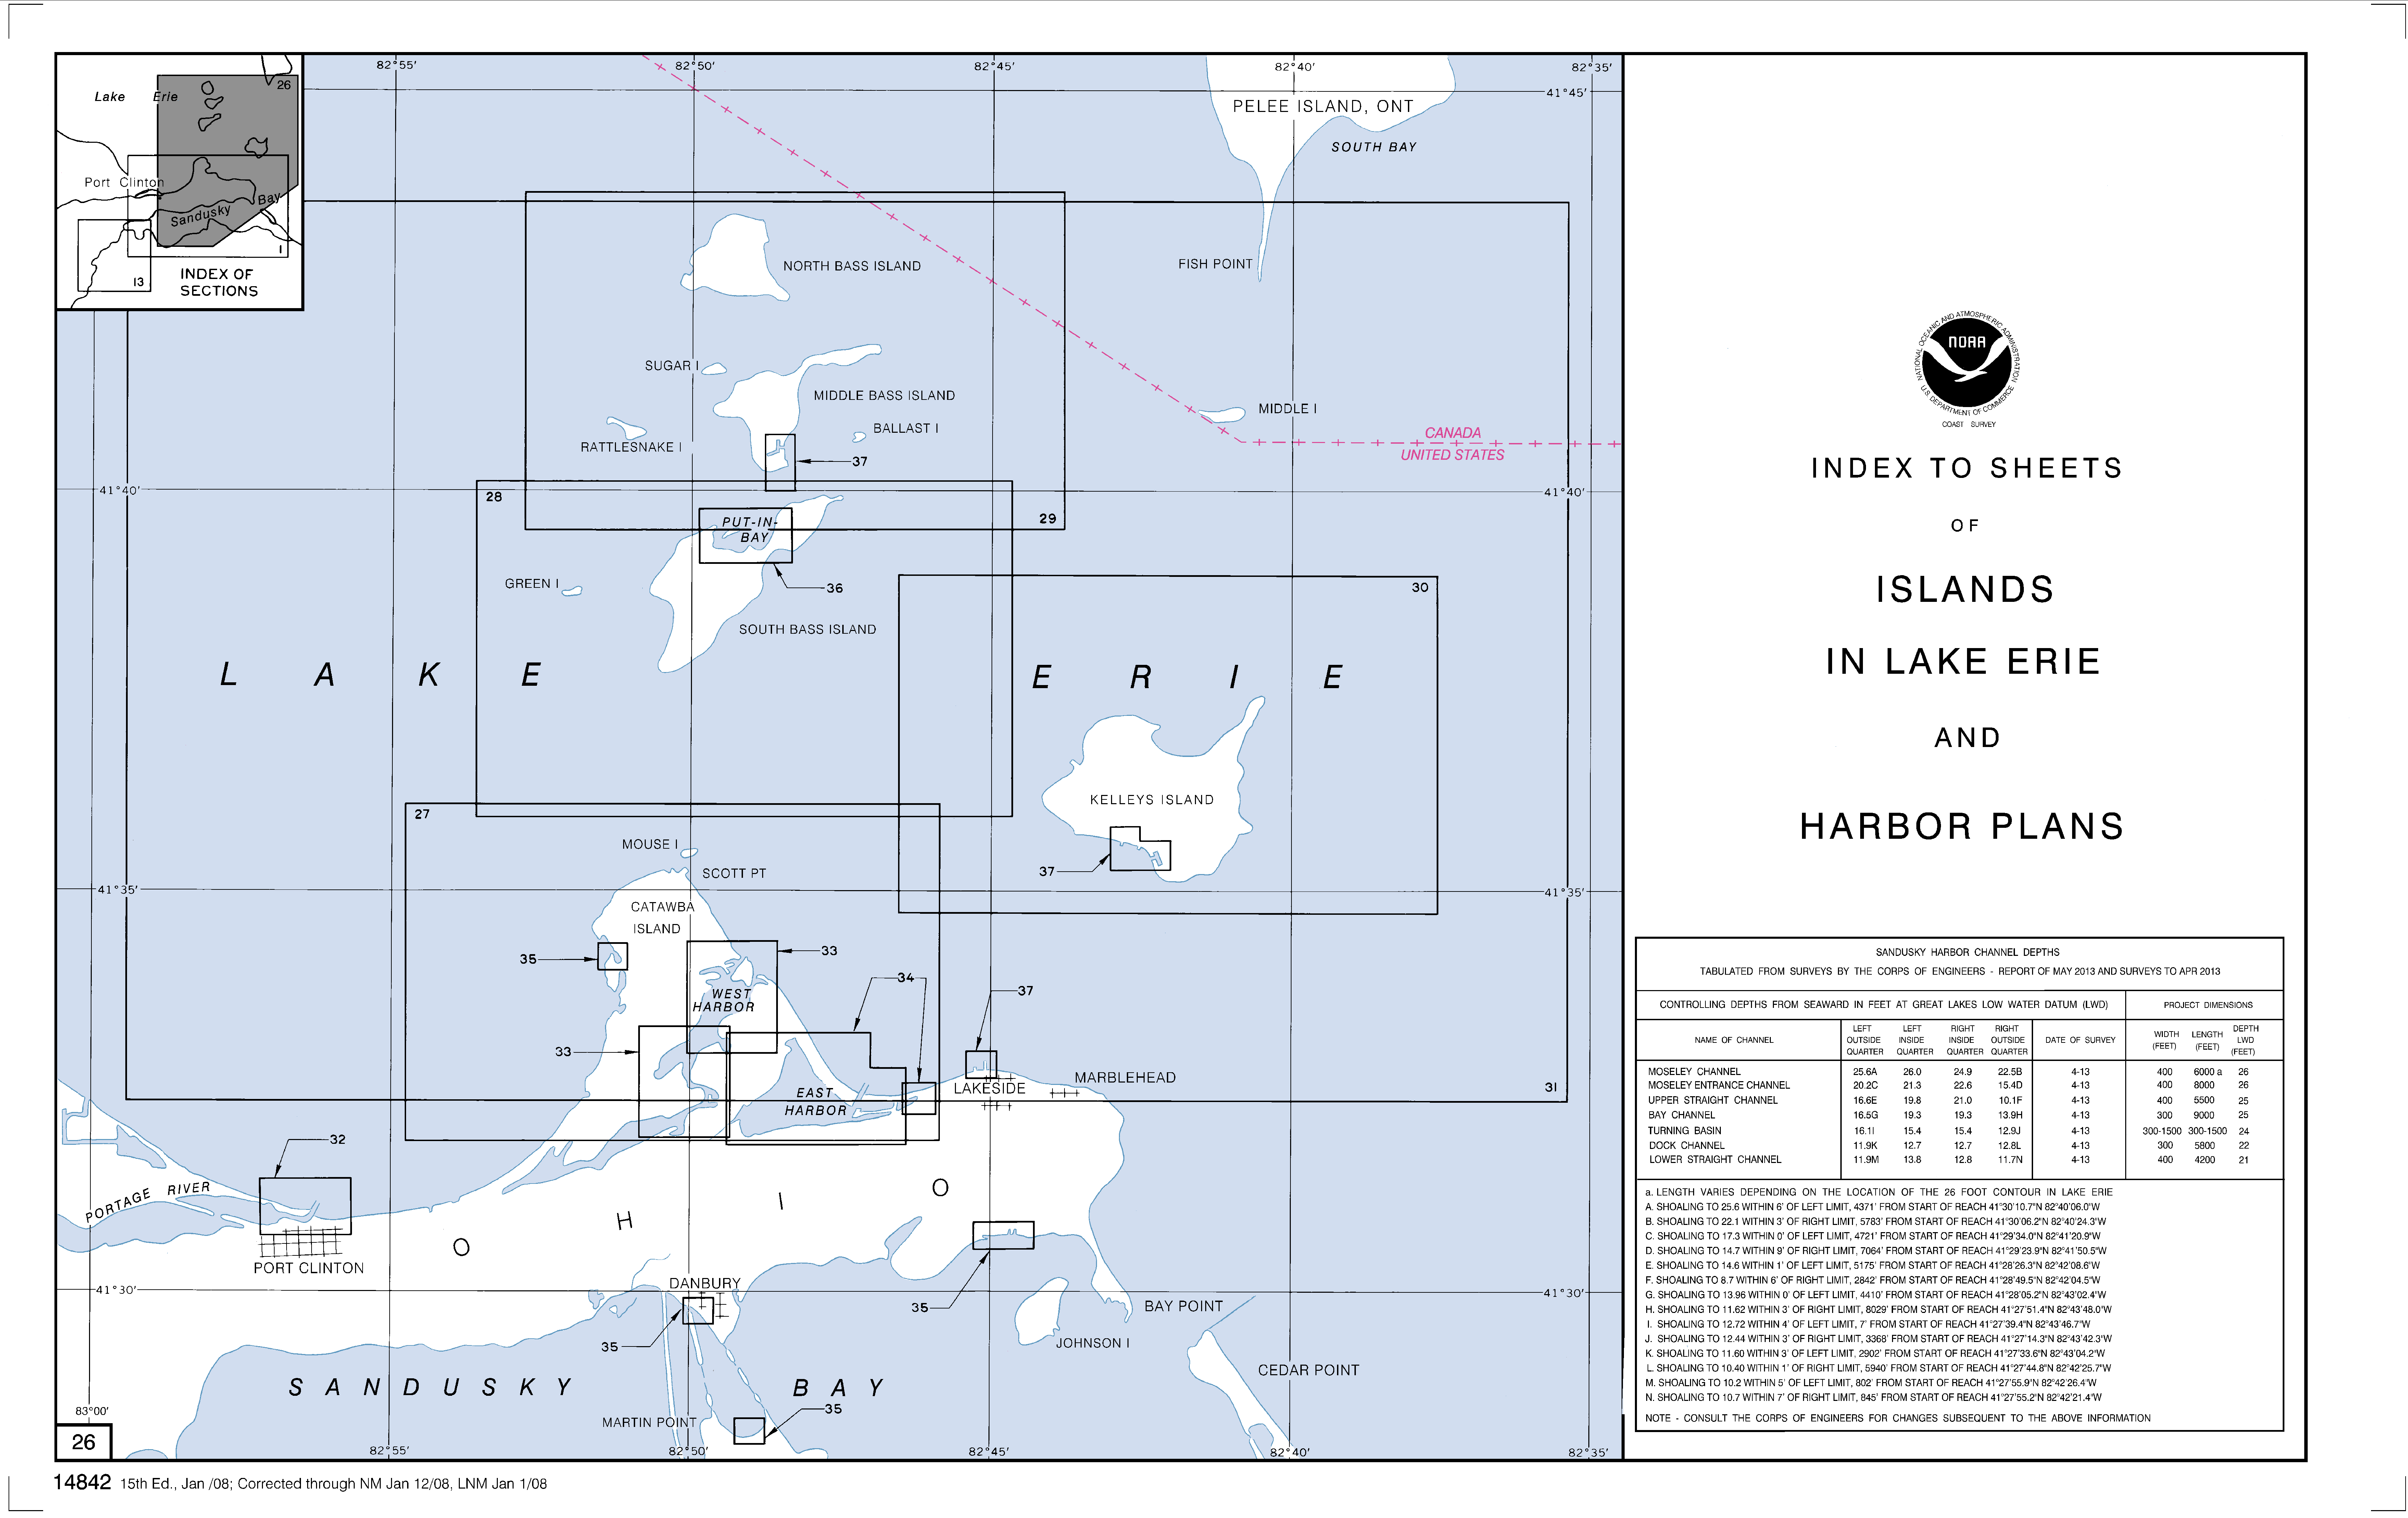 82°55'
82°50'
82°45'
82°40'
82°35'
Lake Erie
26
Port Clinton
Sandusky Bay
1
13
INDEX OF
SECTIONS
41°45'
PELEE ISLAND, ONT
SOUTH BAY
NORTH BASS ISLAND
FISH POINT
SUGAR I
MIDDLE BASS ISLAND
MIDDLE I
BALLAST I
RATTLESNAKE I
CANADA
UNITED STATES
37
41°40'
28
41°40'
29
PUT-IN-
BAY
GREEN I
36
30
SOUTH BASS ISLAND
LAKE ERIE
KELLEYS ISLAND
27
MOUSE I
SCOTT PT
37
41°35'
41°35'
CATAWBA
ISLAND
35
33
34
WEST
HARBOR
37
33
LAKESIDE
MARBLEHEAD
31
EAST
HARBOR
32
PORTAGE RIVER
OHIO
PORT CLINTON
DANBURY
41°30'
41°30'
35
BAY POINT
35
JOHNSON I
CEDAR POINT
SANDUSKY BAY
83°00'
MARTIN POINT
35
26
82°55'
82°50'
82°45'
82°40'
82°35'
14842 15th Ed., Jan /08; Corrected through NM Jan 12/08, LNM Jan 1/08
NATIONAL OCEANIC AND ATMOSPHERIC ADMINISTRATION
NOAA
U.S. DEPARTMENT OF COMMERCE
COAST SURVEY
INDEX TO SHEETS
OF
ISLANDS
IN LAKE ERIE
AND
HARBOR PLANS
SANDUSKY HARBOR CHANNEL DEPTHS
TABULATED FROM SURVEYS BY THE CORPS OF ENGINEERS - REPORT OF MAY 2013 AND SURVEYS TO APR 2013
CONTROLLING DEPTHS FROM SEAWARD IN FEET AT GREAT LAKES LOW WATER DATUM (LWD) PROJECT DIMENSIONS
NAME OF CHANNEL LEFT OUTSIDE QUARTER LEFT INSIDE QUARTER RIGHT INSIDE QUARTER RIGHT OUTSIDE QUARTER DATE OF SURVEY WIDTH (FEET) LENGTH (FEET) DEPTH LWD (FEET)
MOSELEY CHANNEL 25.6A 26.0 24.9 22.5B 4-13 400 6000 a 26
MOSELEY ENTRANCE CHANNEL 20.2C 21.3 22.6 15.4D 4-13 400 8000 26
UPPER STRAIGHT CHANNEL 16.6E 19.8 21.0 10.1F 4-13 400 5500 25
BAY CHANNEL 16.5G 19.3 19.3 13.9H 4-13 300 9000 25
TURNING BASIN 16.1I 15.4 15.4 12.9J 4-13 300-1500 300-1500 24
DOCK CHANNEL 11.9K 12.7 12.7 12.8L 4-13 300 5800 22
LOWER STRAIGHT CHANNEL 11.9M 13.8 12.8 11.7N 4-13 400 4200 21
a. LENGTH VARIES DEPENDING ON THE LOCATION OF THE 26 FOOT CONTOUR IN LAKE ERIE
A. SHOALING TO 25.6 WITHIN 6' OF LEFT LIMIT, 4371' FROM START OF REACH 41°30'10.7"N 82°40'06.0"W
B. SHOALING TO 22.1 WITHIN 3' OF RIGHT LIMIT, 5783' FROM START OF REACH 41°30'06.2"N 82°40'24.3"W
C. SHOALING TO 17.3 WITHIN 0' OF LEFT LIMIT, 4721' FROM START OF REACH 41°29'34.0"N 82°41'20.9"W
D. SHOALING TO 14.7 WITHIN 9' OF RIGHT LIMIT, 7064' FROM START OF REACH 41°29'23.9"N 82°41'50.5"W
E. SHOALING TO 14.6 WITHIN 1' OF LEFT LIMIT, 5175' FROM START OF REACH 41°28'26.3"N 82°42'08.6"W
F. SHOALING TO 8.7 WITHIN 6' OF RIGHT LIMIT, 2842' FROM START OF REACH 41°28'49.5"N 82°42'04.5"W
G. SHOALING TO 13.96 WITHIN 0' OF LEFT LIMIT, 4410' FROM START OF REACH 41°28'05.2"N 82°43'02.4"W
H. SHOALING TO 11.62 WITHIN 3' OF RIGHT LIMIT, 8029' FROM START OF REACH 41°27'51.4"N 82°43'48.0"W
I. SHOALING TO 12.72 WITHIN 4' OF LEFT LIMIT, 7' FROM START OF REACH 41°27'39.4"N 82°43'46.7"W
J. SHOALING TO 12.44 WITHIN 3' OF RIGHT LIMIT, 3368' FROM START OF REACH 41°27'14.3"N 82°43'42.3"W
K. SHOALING TO 11.60 WITHIN 3' OF LEFT LIMIT, 2902' FROM START OF REACH 41°27'33.6"N 82°43'04.2"W
L. SHOALING TO 10.40 WITHIN 1' OF RIGHT LIMIT, 5940' FROM START OF REACH 41°27'44.8"N 82°42'25.7"W
M. SHOALING TO 10.2 WITHIN 5' OF LEFT LIMIT, 802' FROM START OF REACH 41°27'55.9"N 82°42'26.4"W
N. SHOALING TO 10.7 WITHIN 7' OF RIGHT LIMIT, 845' FROM START OF REACH 41°27'55.2"N 82°42'21.4"W
NOTE - CONSULT THE CORPS OF ENGINEERS FOR CHANGES SUBSEQUENT TO THE ABOVE INFORMATION